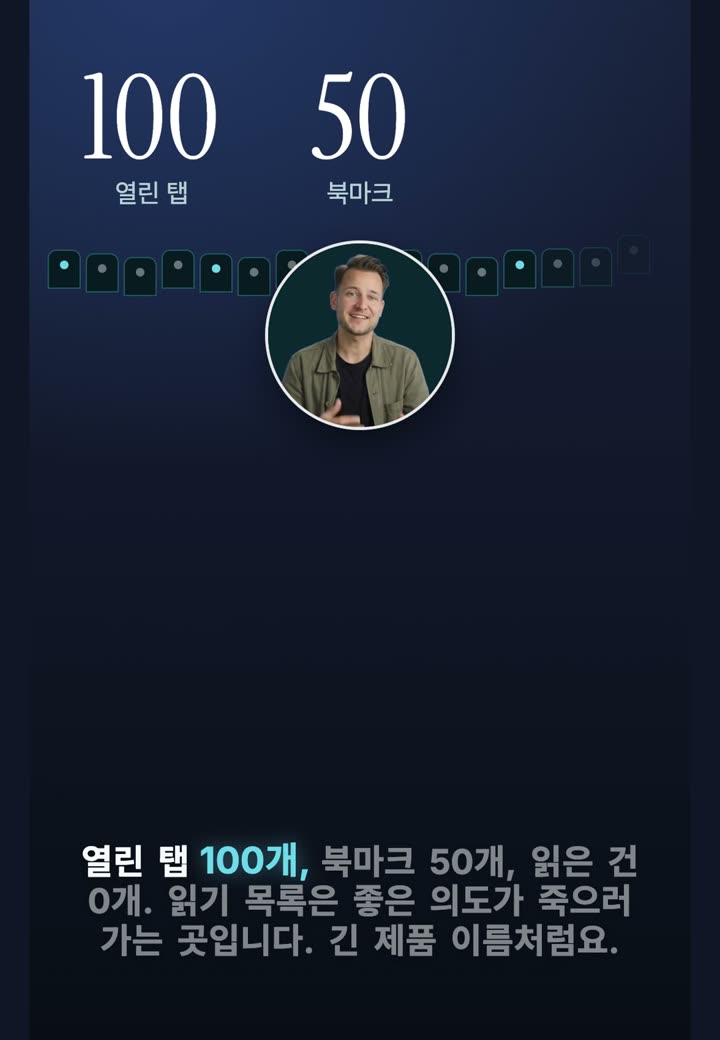 100
50
열린 탭
북마크
열린 탭 100개, 북마크 50개, 읽은 건
0개. 읽기 목록은 좋은 의도가 죽으러
가는 곳입니다. 긴 제품 이름처럼요.